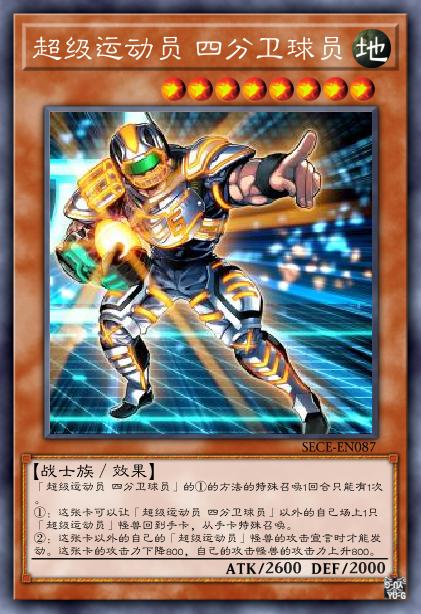 超级运动员 四分卫球员 地
SECE-EN087
【战士族／效果】
「超级运动员 四分卫球员」的①的方法的特殊召唤1回合只能有1次
。
①：这张卡可以让「超级运动员 四分卫球员」以外的自己场上1只
「超级运动员」怪兽回到手卡，从手卡特殊召唤。
②：这张卡以外的自己的「超级运动员」怪兽的攻击宣言时才能发
动。这张卡的攻击力下降800，自己的攻击怪兽的攻击力上升800。
ATK/2600 DEF/2000